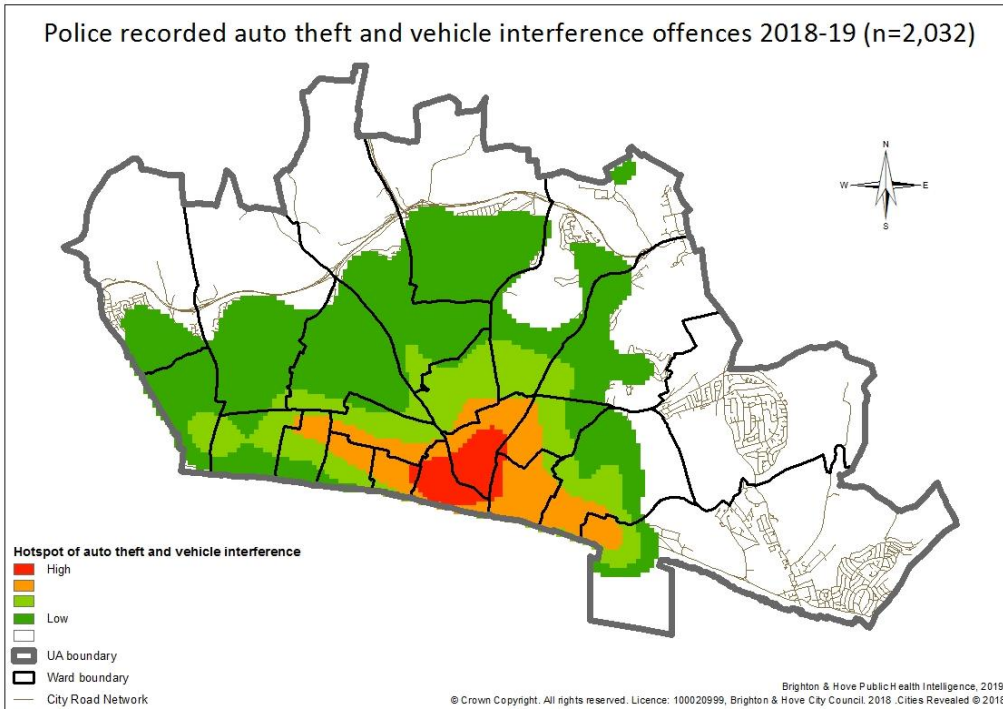 Police recorded auto theft and vehicle interference offences 2018-19 (n=2,032)
N
W E
S
Hotspot of auto theft and vehicle interference
High
Low
UA boundary
Ward boundary
City Road Network
Brighton & Hove Public Health Intelligence, 2019
© Crown Copyright. All rights reserved. Licence: 100020999, Brighton & Hove City Council. 2018 .Cities Revealed © 2018